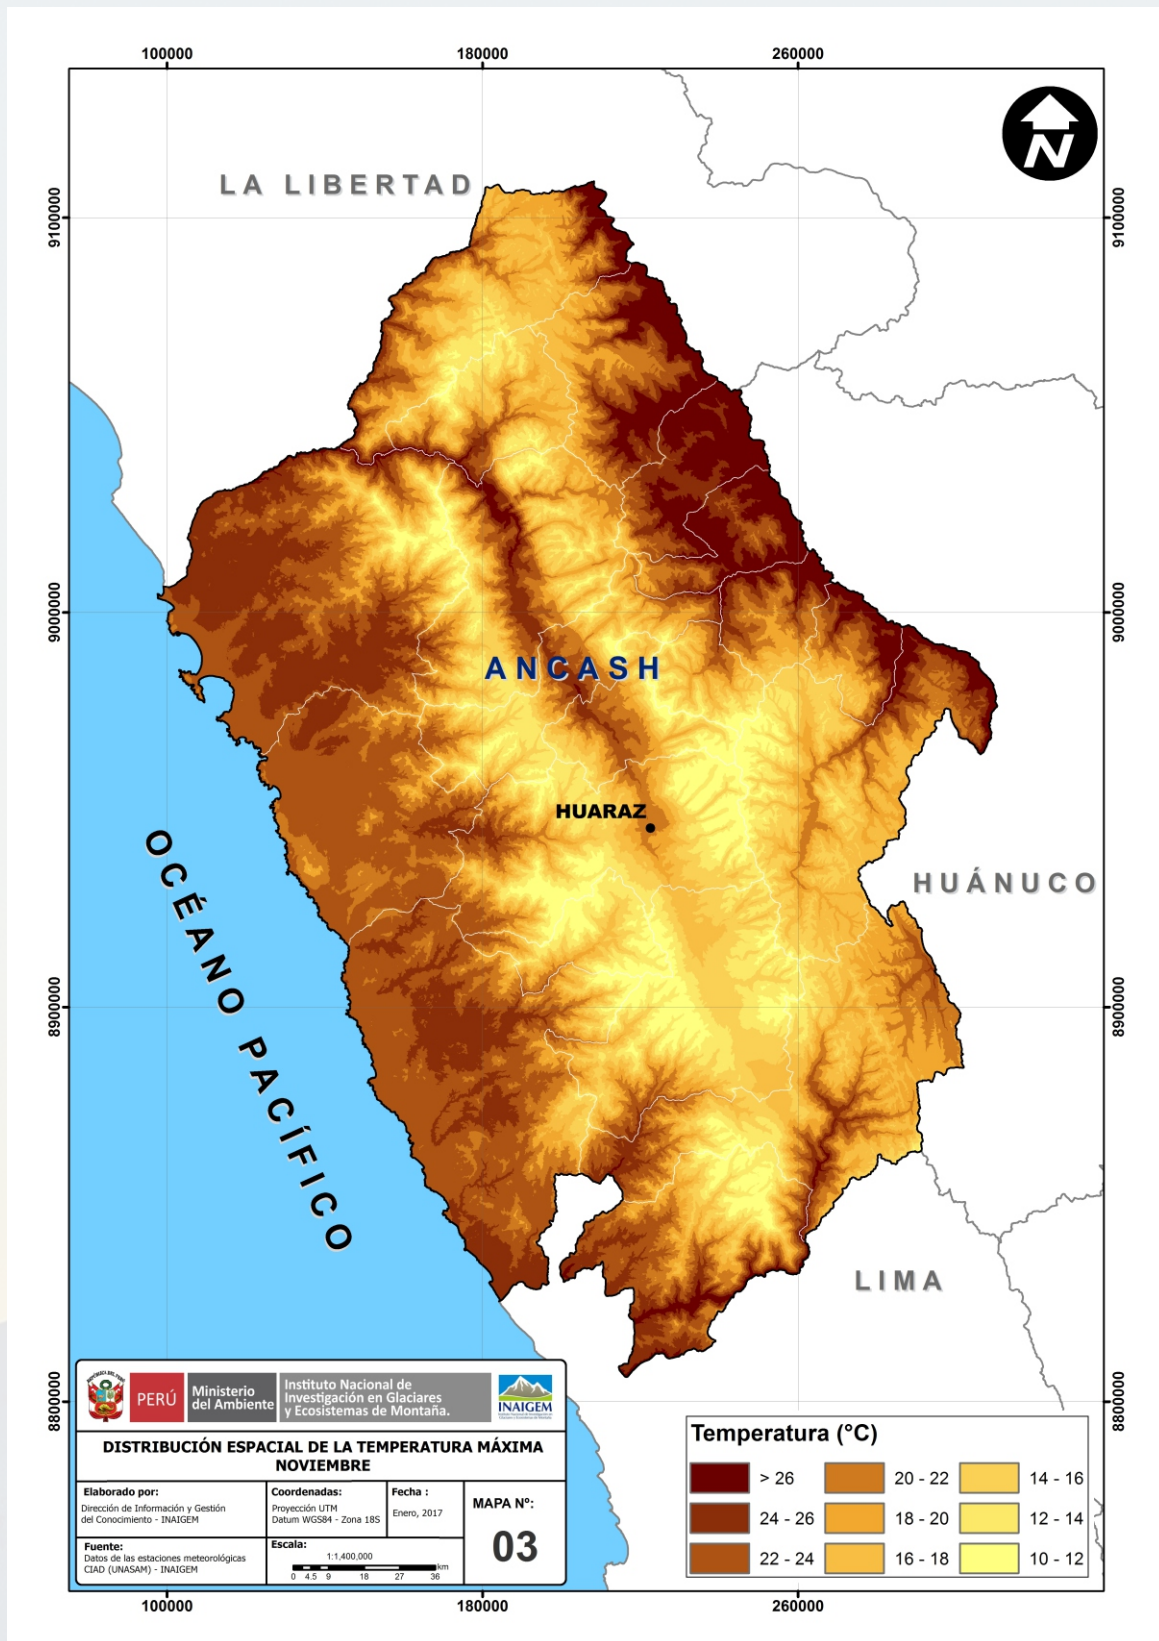 100000
180000
260000
LA LIBERTAD
N
9100000
9100000
9000000
9000000
ANCASH
HUARAZ
OCÉANO PACÍFICO
HUÁNUCO
8900000
8900000
LIMA
8800000
8800000
PERÚ
Ministerio
del Ambiente
Instituto Nacional de
Investigación en Glaciares
y Ecosistemas de Montaña.
INAIGEM
DISTRIBUCIÓN ESPACIAL DE LA TEMPERATURA MÁXIMA
NOVIEMBRE
Elaborado por:
Dirección de Información y Gestión
del Conocimiento - INAIGEM
Coordenadas:
Proyección UTM
Datum WGS84 - Zona 18S
Fecha :
Enero, 2017
MAPA Nº:
03
Fuente:
Datos de las estaciones meteorológicas
CIAD (UNASAM) - INAIGEM
Escala:
1:1,400,000
km
0 4.5 9 18 27 36
Temperatura (°C)
> 26
24 - 26
22 - 24
20 - 22
18 - 20
16 - 18
14 - 16
12 - 14
10 - 12
100000
180000
260000